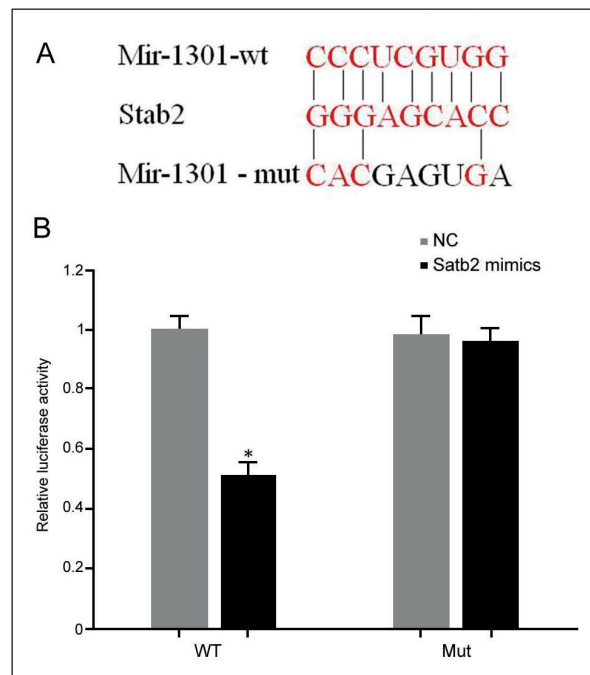 A
Mir-1301-wt CCCUCGUGG
Stab2 GGGAGCACC
Mir-1301 - mut CACGAGUGA
B
NC
Satb2 mimics
Relative luciferase activity
1.2
1
0.8
0.6
0.4
0.2
0
*
WT
Mut